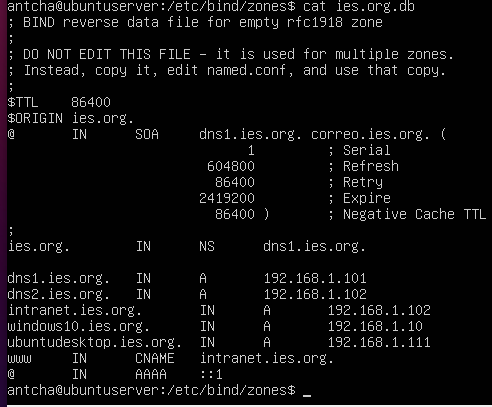 antcha@ubuntuserver:/etc/bind/zones$ cat ies.org.db
; BIND reverse data file for empty rfc1918 zone
;
; DO NOT EDIT THIS FILE - it is used for multiple zones.
; Instead, copy it, edit named.conf, and use that copy.
;
$TTL    86400
$ORIGIN ies.org.
@       IN      SOA     dns1.ies.org. correo.ies.org. (
                              1         ; Serial
                         604800         ; Refresh
                          86400         ; Retry
                        2419200         ; Expire
                          86400 )       ; Negative Cache TTL
;
ies.org.        IN      NS      dns1.ies.org.
dns1.ies.org.   IN      A       192.168.1.101
dns2.ies.org.   IN      A       192.168.1.102
intranet.ies.org.       IN      A       192.168.1.102
windows10.ies.org.      IN      A       192.168.1.10
ubuntudesktop.ies.org.  IN      A       192.168.1.111
www     IN      CNAME   intranet.ies.org.
@       IN      AAAA    ::1
antcha@ubuntuserver:/etc/bind/zones$ _